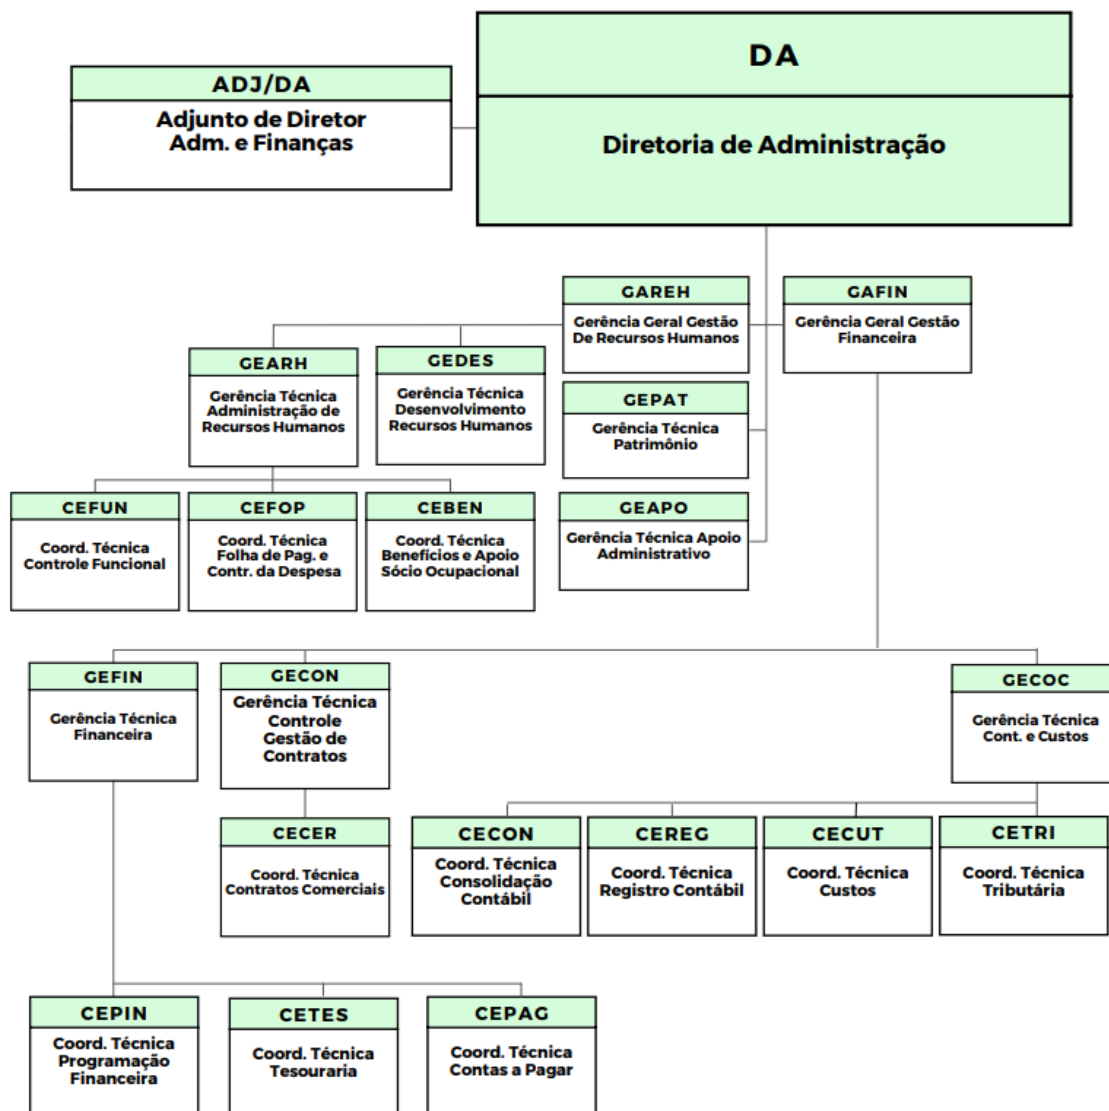 DA
Diretoria de Administração
ADJ/DA
Adjunto de Diretor
Adm. e Finanças
GAREH
Gerência Geral Gestão
De Recursos Humanos
GAFIN
Gerência Geral Gestão
Financeira
GEARH
Gerência Técnica
Administração de
Recursos Humanos
GEDES
Gerência Técnica
Desenvolvimento
Recursos Humanos
GEPAT
Gerência Técnica
Patrimônio
CEFUN
Coord. Técnica
Controle Funcional
CEFOP
Coord. Técnica
Folha de Pag. e
Contr. da Despesa
CEBEN
Coord. Técnica
Benefícios e Apoio
Sócio Ocupacional
GEAPO
Gerência Técnica Apoio
Administrativo
GEFIN
Gerência Técnica
Financeira
GECON
Gerência Técnica
Controle
Gestão de
Contratos
GECOC
Gerência Técnica
Cont. e Custos
CECER
Coord. Técnica
Contratos Comerciais
CECON
Coord. Técnica
Consolidação
Contábil
CEREG
Coord. Técnica
Registro Contábil
CECUT
Coord. Técnica
Custos
CETRI
Coord. Técnica
Tributária
CEPIN
Coord. Técnica
Programação
Financeira
CETES
Coord. Técnica
Tesouraria
CEPAG
Coord. Técnica
Contas a Pagar